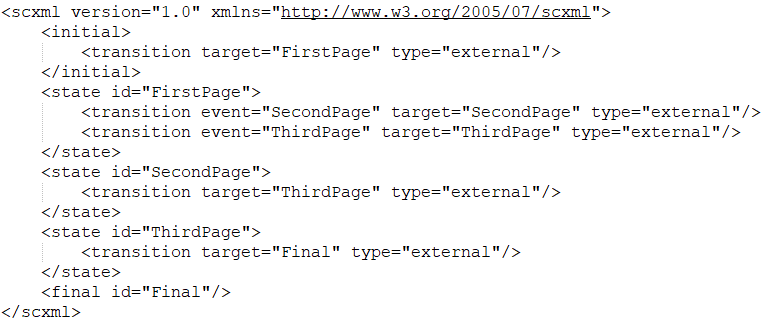 <scxml version="1.0" xmlns="http://www.w3.org/2005/07/scxml">
    <initial>
        <transition target="FirstPage" type="external"/>
    </initial>
    <state id="FirstPage">
        <transition event="SecondPage" target="SecondPage" type="external"/>
        <transition event="ThirdPage" target="ThirdPage" type="external"/>
    </state>
    <state id="SecondPage">
        <transition target="ThirdPage" type="external"/>
    </state>
    <state id="ThirdPage">
        <transition target="Final" type="external"/>
    </state>
    <final id="Final"/>
</scxml>